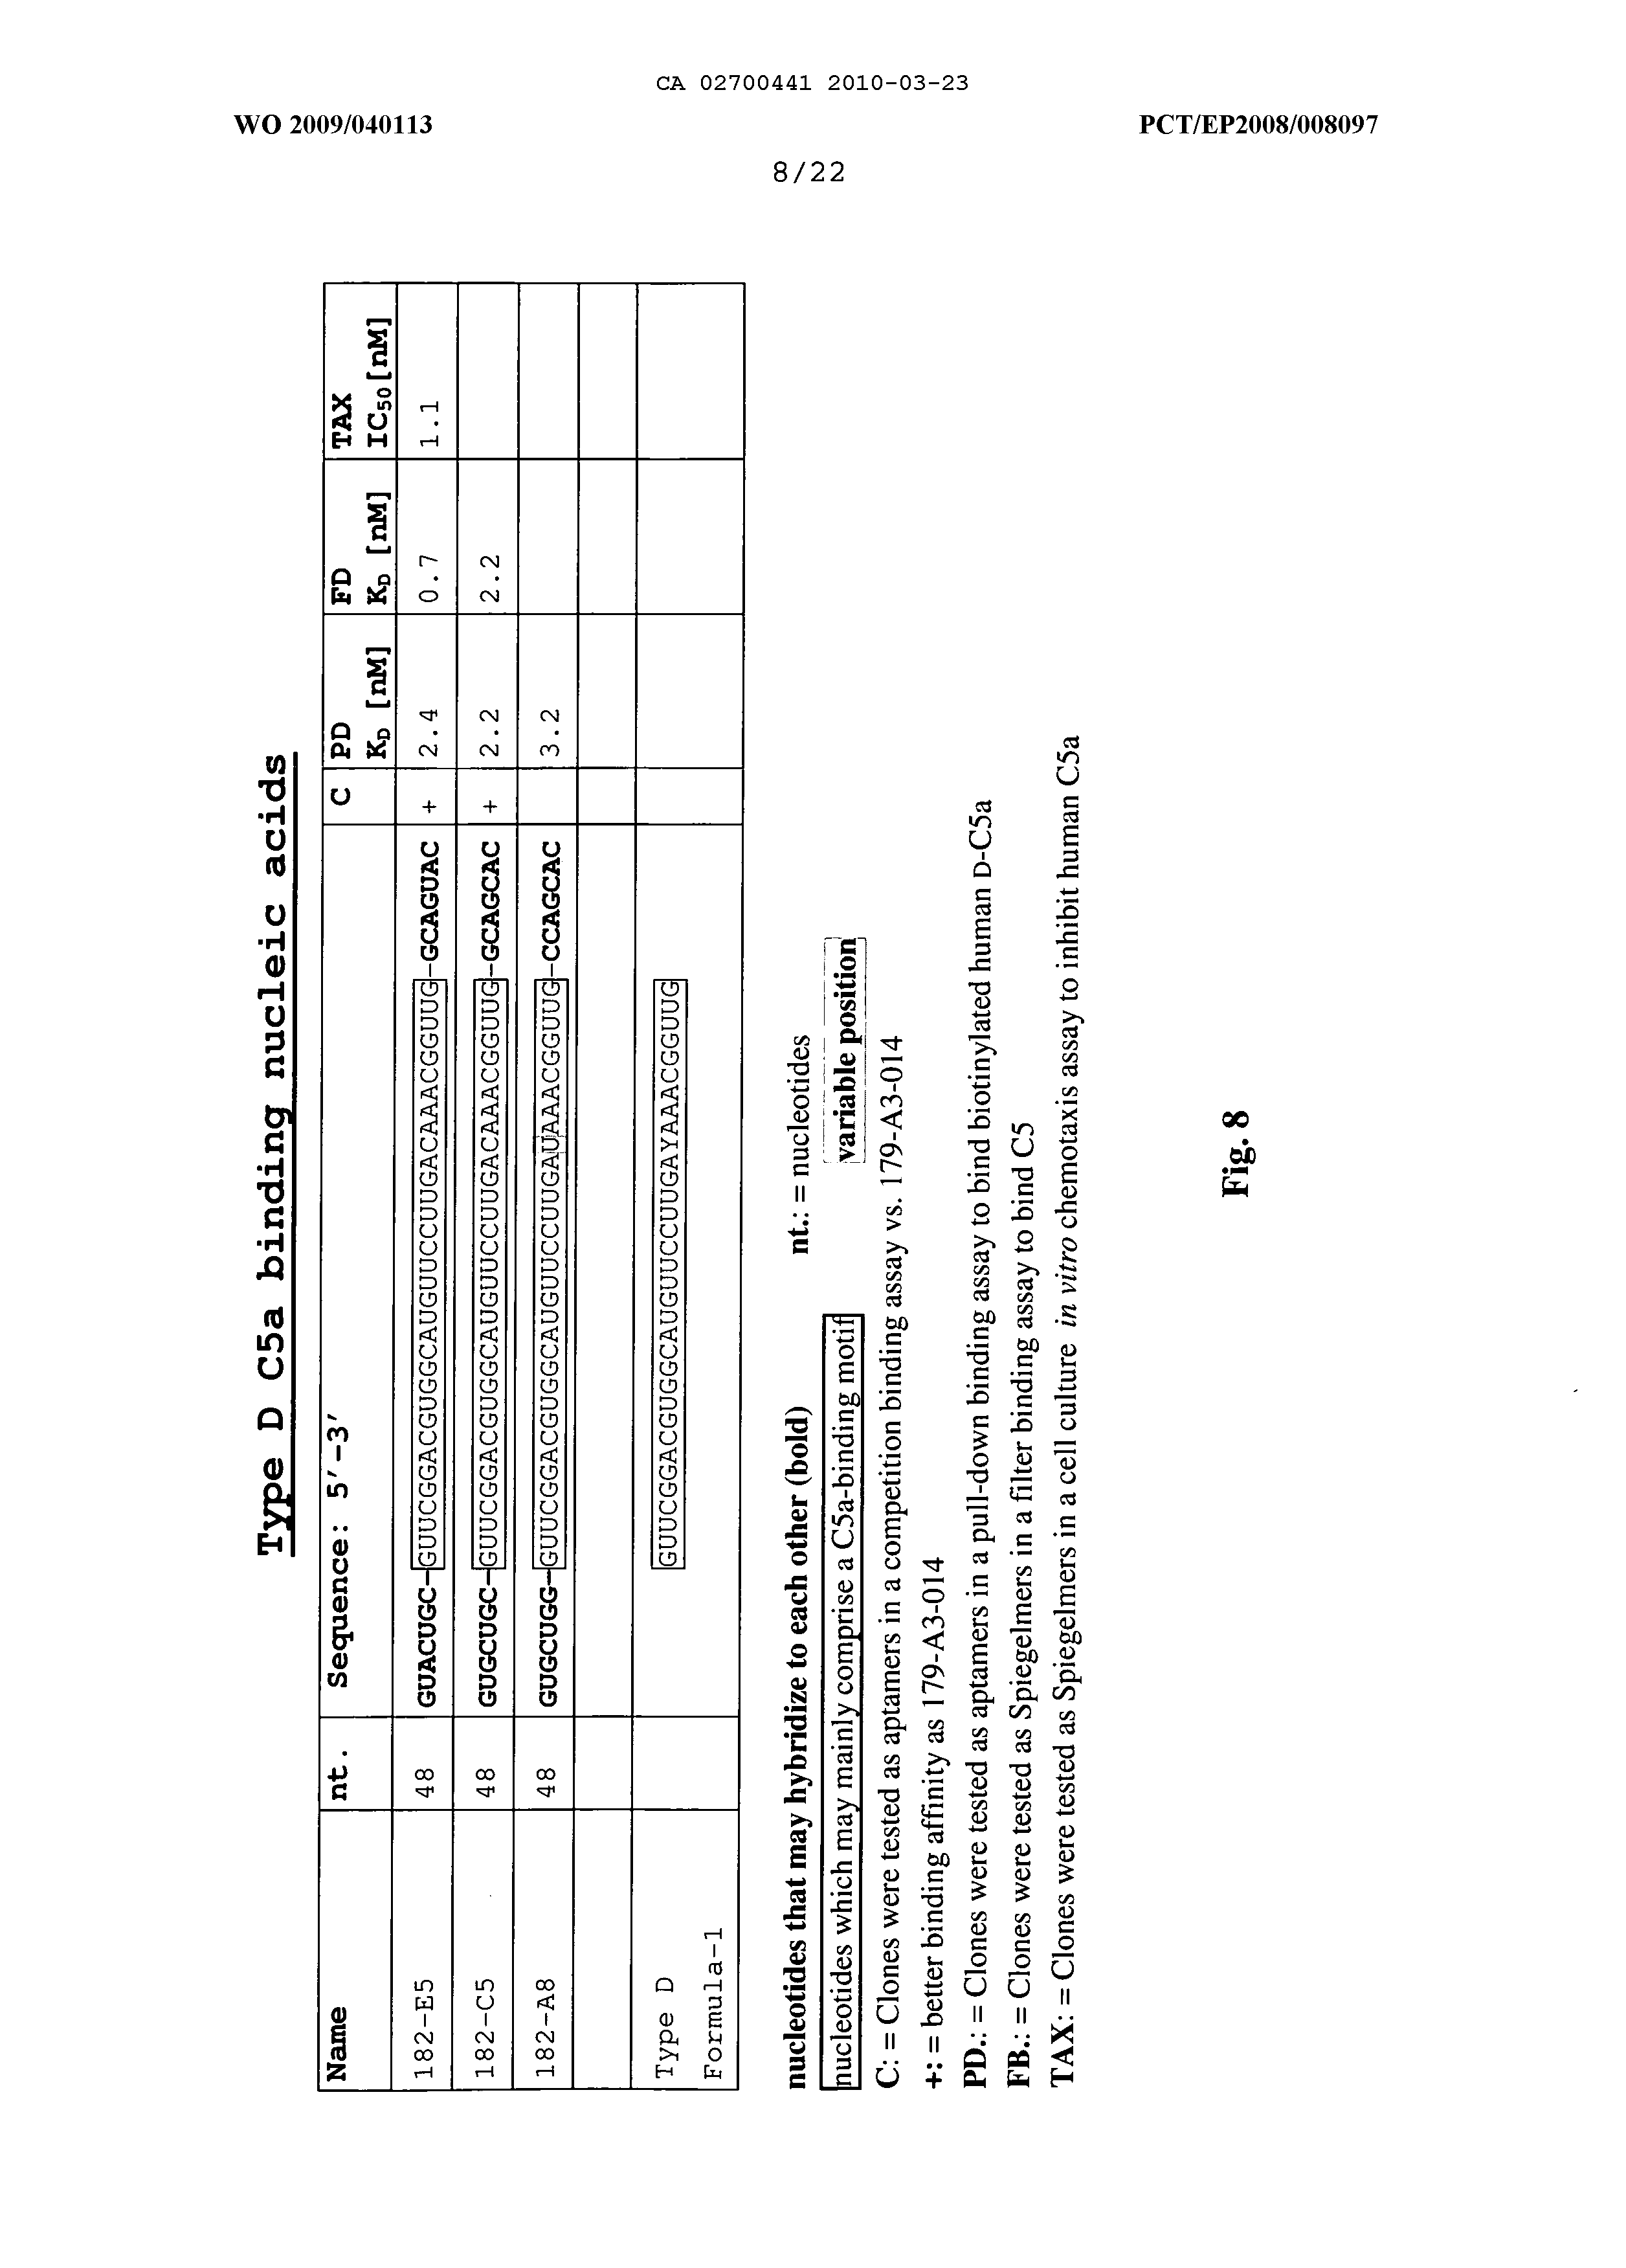 CA 02700441 2010-03-23
WO 2009/040113 PCT/EP2008/008097
8/22
Type D C5a binding nucleic acids
Name nt. Sequence: 5'-3' C PD KD [nM] FD KD [nM] TAX IC50 [nM]
182-E5 48 GUACUGC-GUUCGGACGUGGCAUGUUCCUUGACAAACGGUUG-GCAGUAC + 2.4 0.7 1.1
182-C5 48 GUGCUGC-GUUCGGACGUGGCAUGUUCCUUGACAAACGGUUG-GCAGCAC + 2.2 2.2
182-A8 48 GUGCUGG-GUUCGGACGUGGCAUGUUCCUUGAUAAACGGUUG-CCAGCAC 3.2
Type D GUUCGGACGUGGCAUGUUCCUUGAYAAACGGUUG
Formula-1
nucleotides that may hybridize to each other (bold) nt.: = nucleotides
nucleotides which may mainly comprise a C5a-binding motif variable position
C: = Clones were tested as aptamers in a competition binding assay vs. 179-A3-014
+: = better binding affinity as 179-A3-014
PD.: = Clones were tested as aptamers in a pull-down binding assay to bind biotinylated human D-C5a
FB.: = Clones were tested as Spiegelmers in a filter binding assay to bind C5
TAX: = Clones were tested as Spiegelmers in a cell culture in vitro chemotaxis assay to inhibit human C5a
Fig. 8